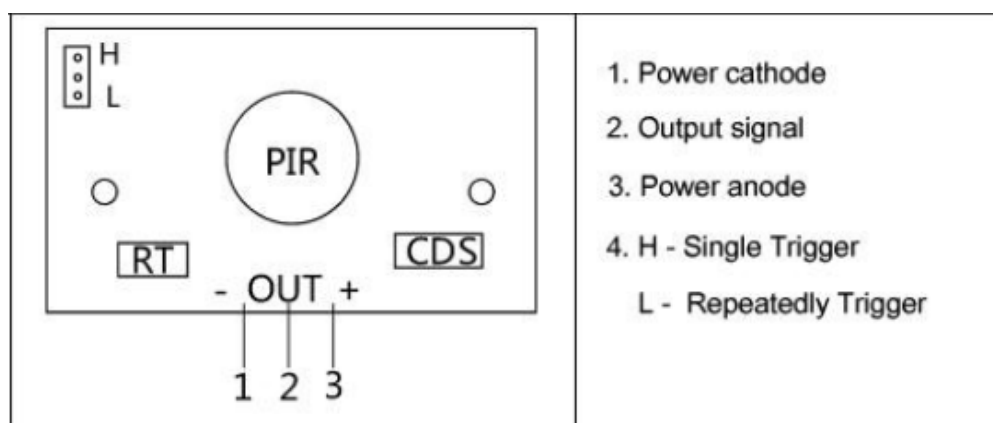 H
L
PIR
RT
CDS
- OUT +
1 2 3
1. Power cathode
2. Output signal
3. Power anode
4. H - Single Trigger
L - Repeatedly Trigger